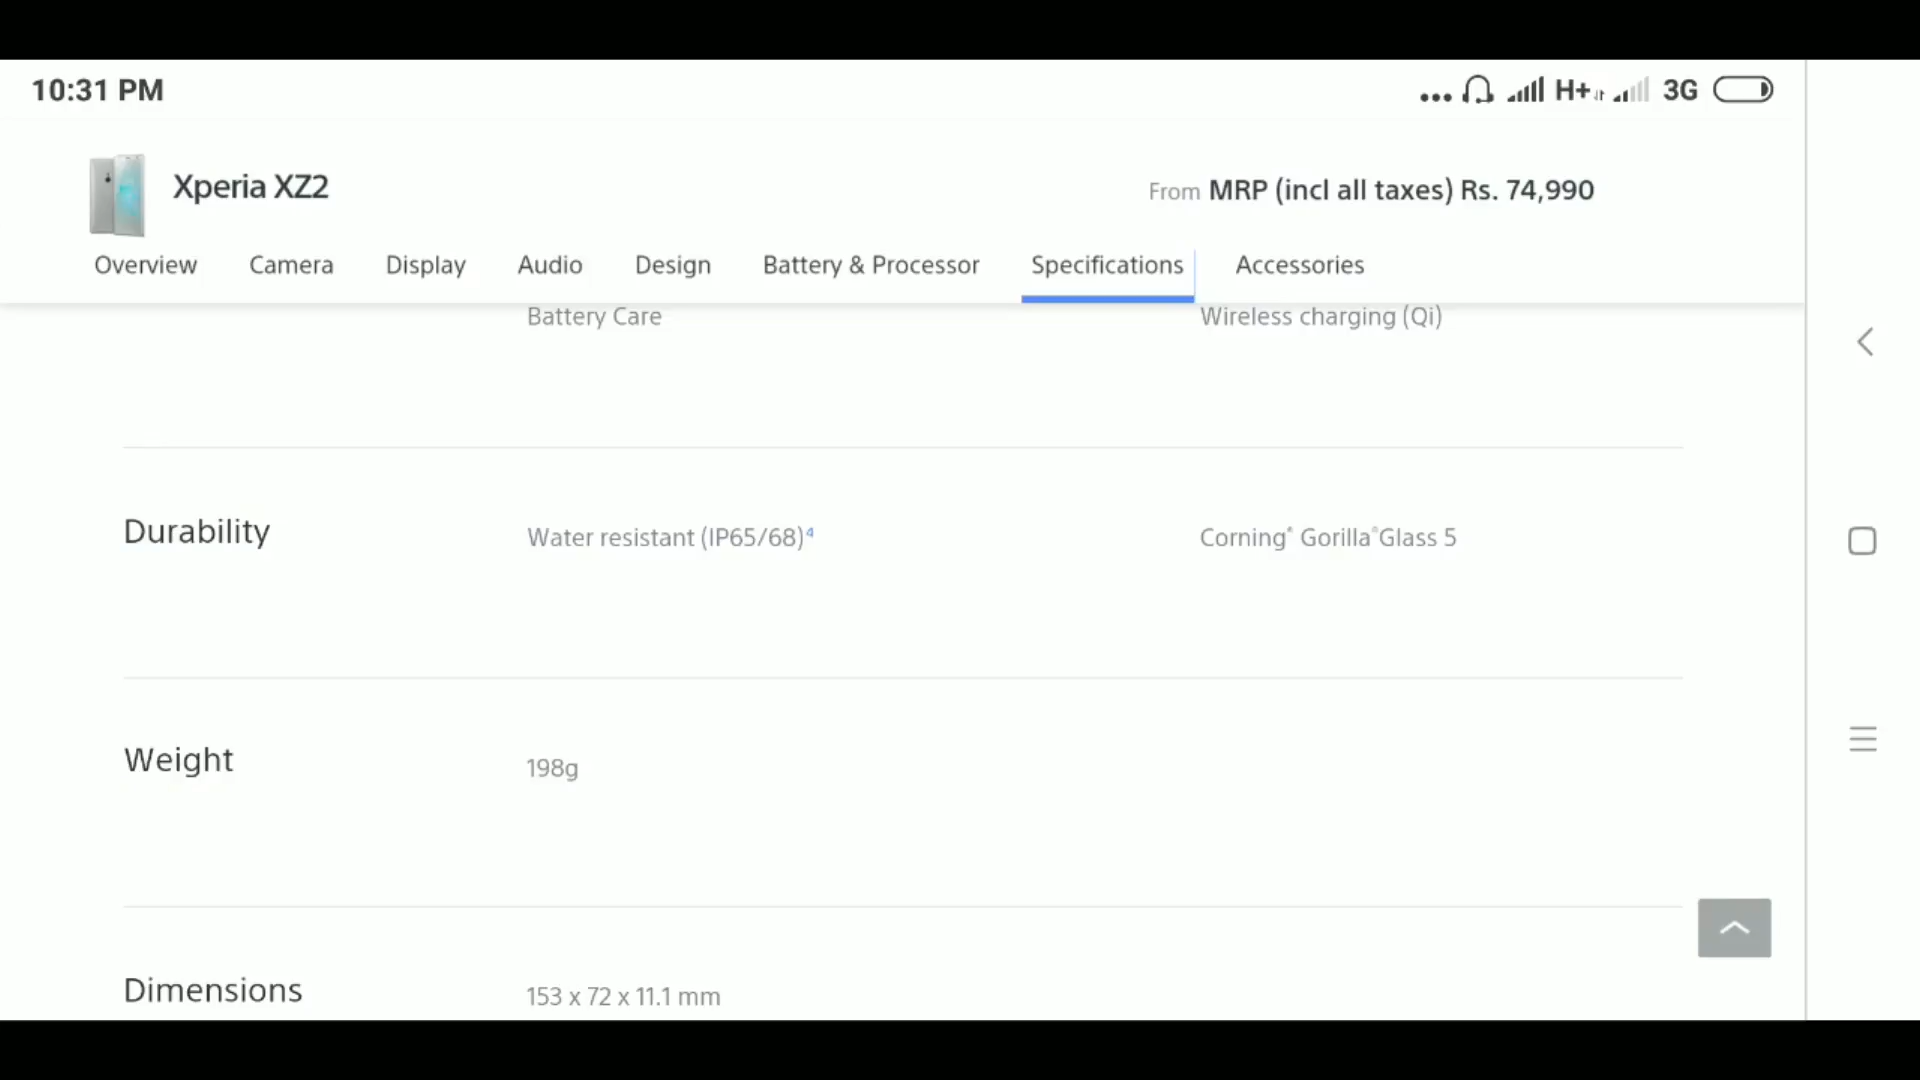 10:31 PM
H+ 3G
Xperia XZ2
From MRP (incl all taxes) Rs. 74,990
Overview Camera Display Audio Design Battery & Processor Specifications Accessories
Battery Care Wireless charging (Qi)
Durability Water resistant (IP65/68)⁴ Corning® Gorilla®Glass 5
Weight 198g
Dimensions 153 x 72 x 11.1 mm